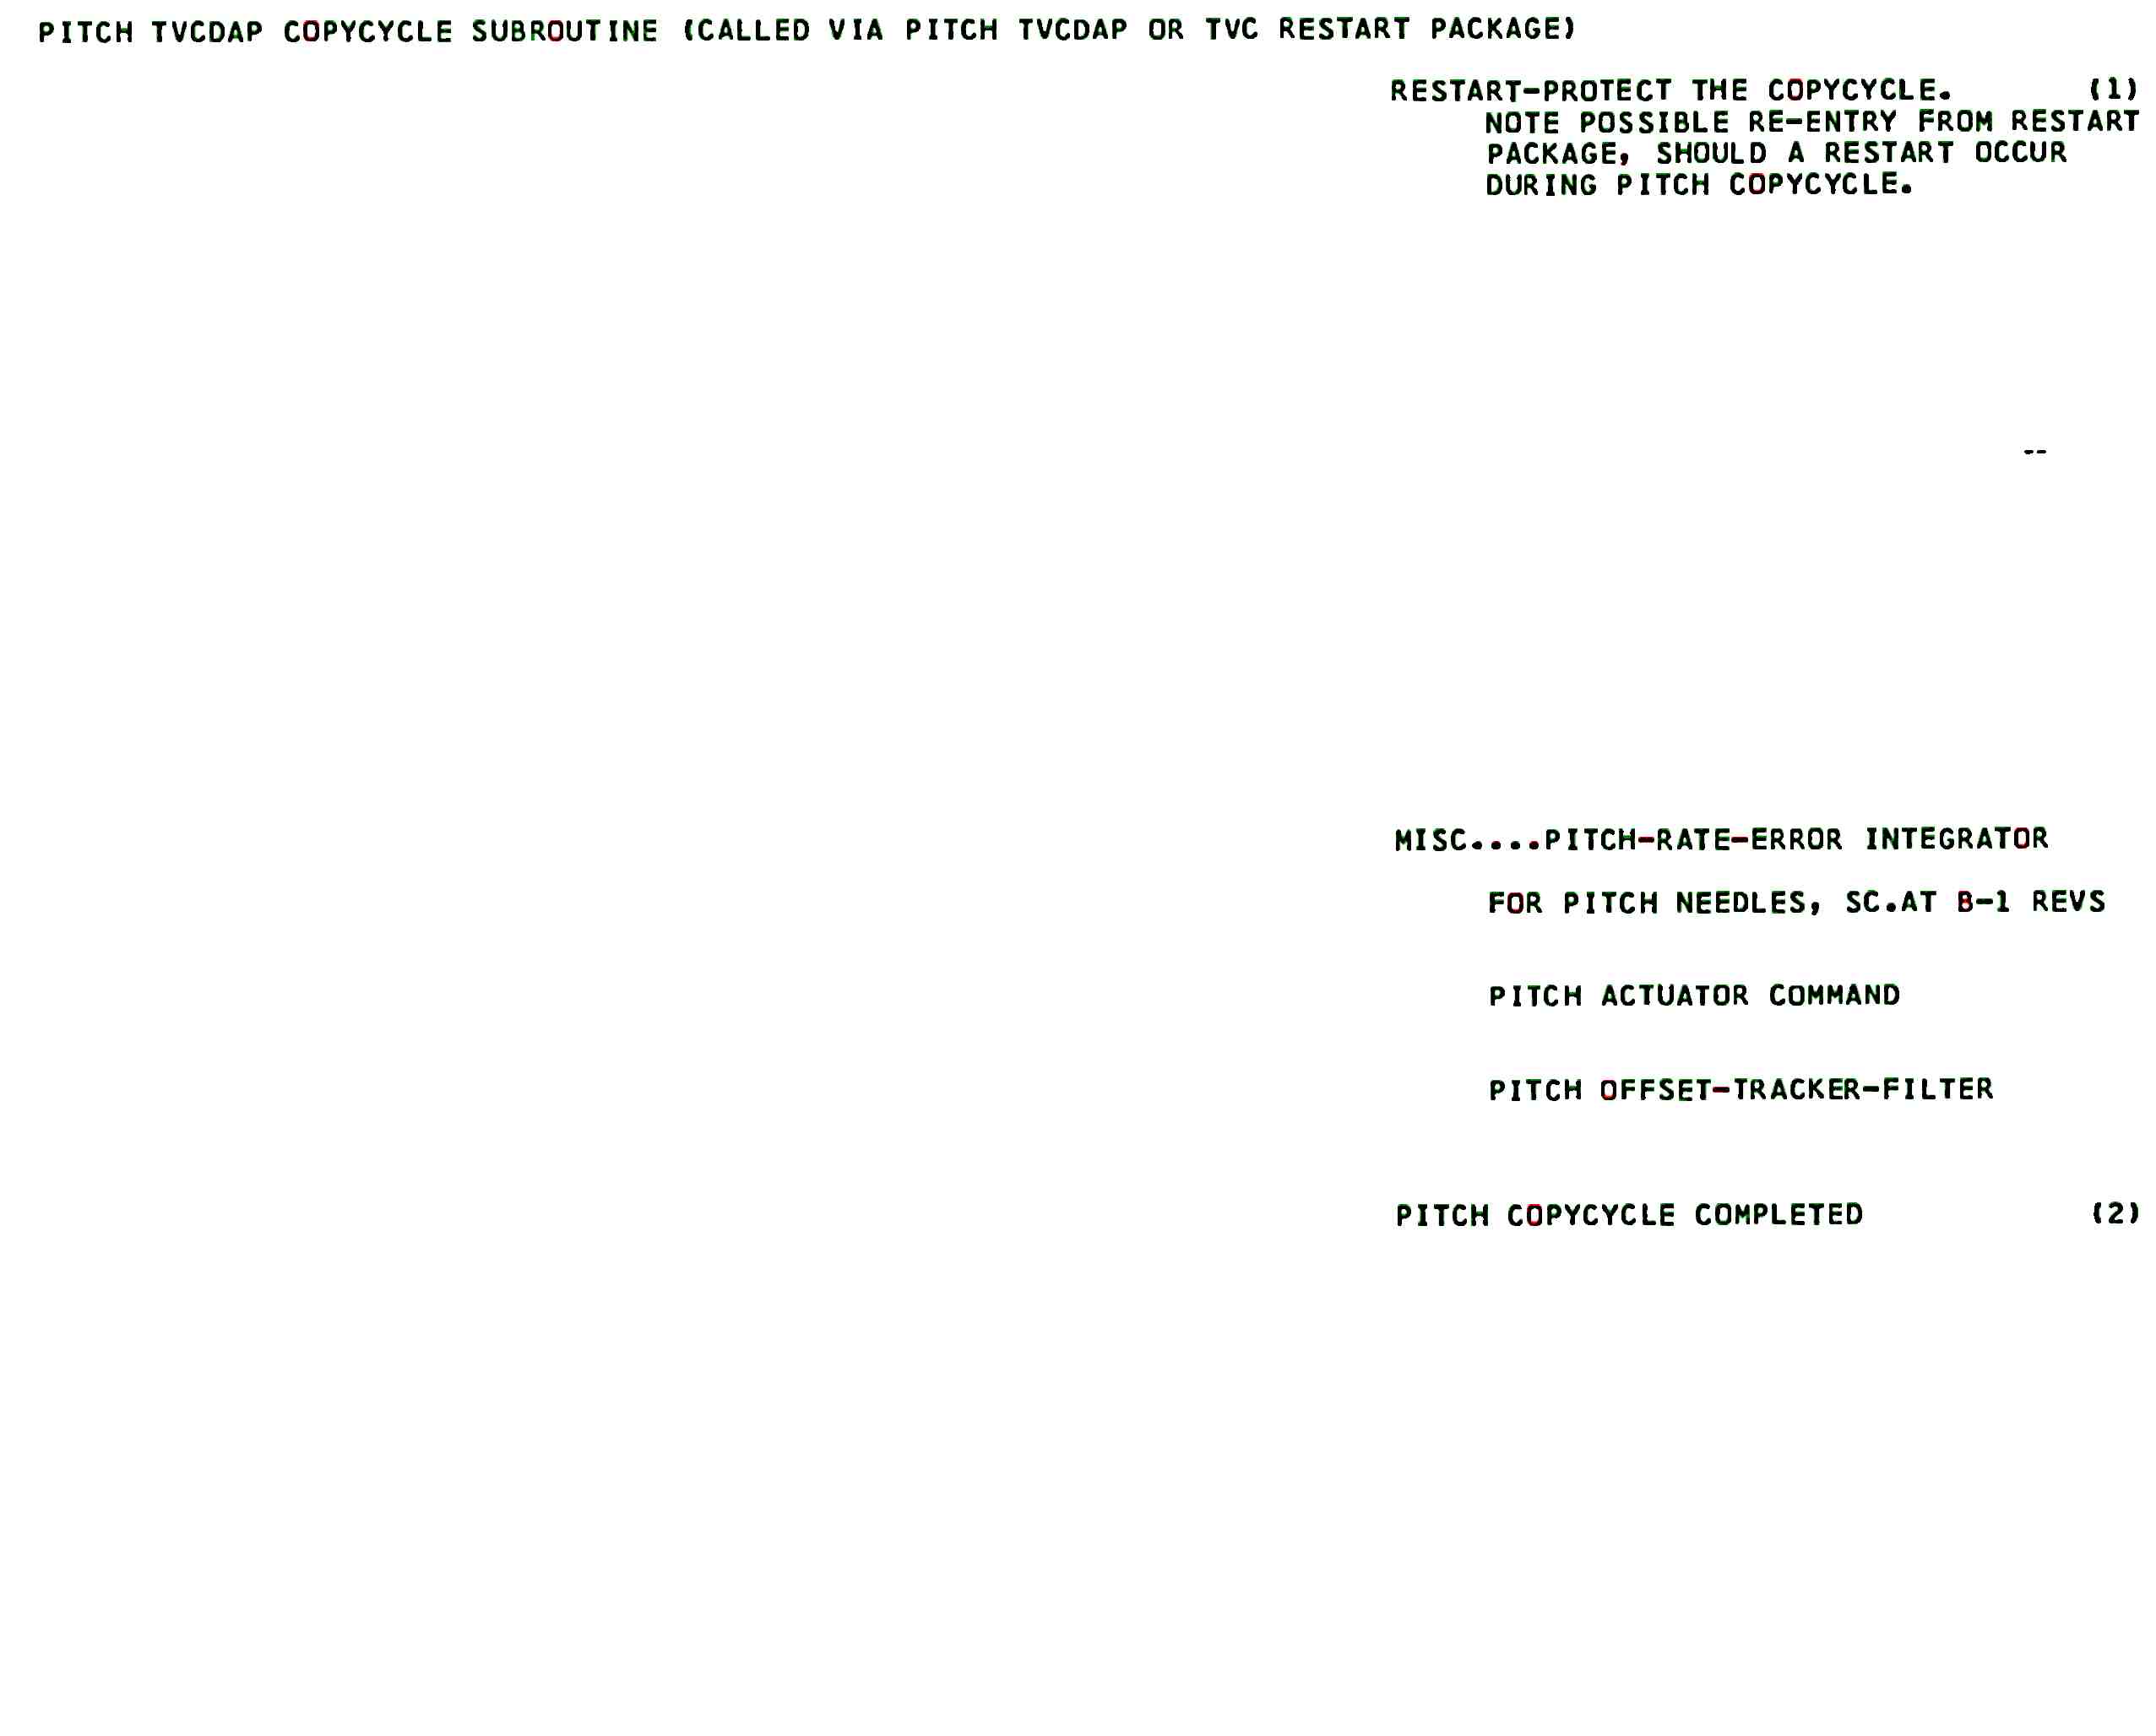 PITCH TVCDAP COPYCYCLE SUBROUTINE (CALLED VIA PITCH TVCDAP OR TVC RESTART PACKAGE)
RESTART-PROTECT THE COPYCYCLE. (1)
NOTE POSSIBLE RE-ENTRY FROM RESTART
PACKAGE, SHOULD A RESTART OCCUR
DURING PITCH COPYCYCLE.
--
MISC....PITCH-RATE-ERROR INTEGRATOR
FOR PITCH NEEDLES, SC.AT B-1 REVS
PITCH ACTUATOR COMMAND
PITCH OFFSET-TRACKER-FILTER
PITCH COPYCYCLE COMPLETED (2)